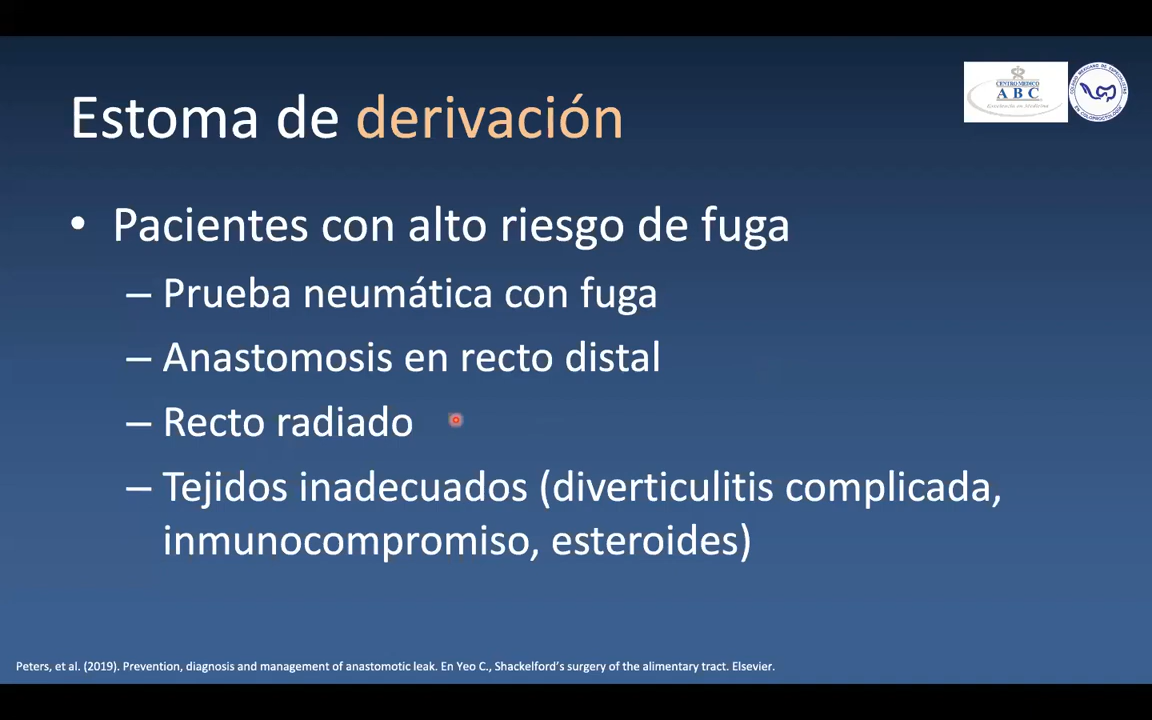 Estoma de derivación
CENTRO MEDICO
A B C
• Pacientes con alto riesgo de fuga
– Prueba neumática con fuga
– Anastomosis en recto distal
– Recto radiado
– Tejidos inadecuados (diverticulitis complicada,
inmunocompromiso, esteroides)
Peters, et al. (2019). Prevention, diagnosis and management of anastomotic leak. En Yeo C., Shackelford’s surgery of the alimentary tract. Elsevier.